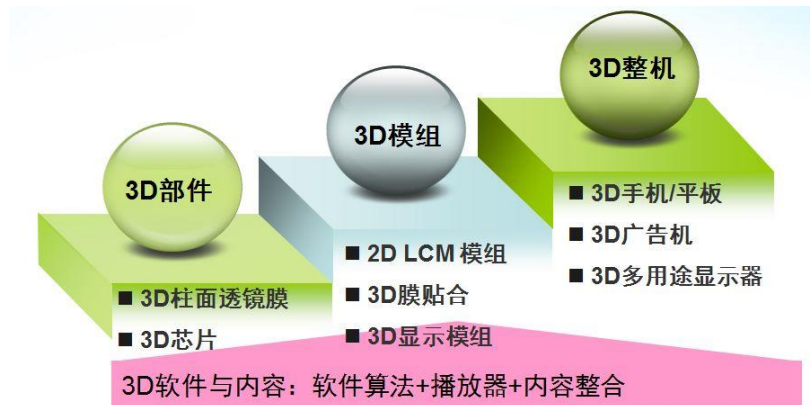 3D部件
■ 3D柱面透镜膜
■ 3D芯片
3D模组
■ 2D LCM 模组
■ 3D膜贴合
■ 3D显示模组
3D整机
■ 3D手机/平板
■ 3D广告机
■ 3D多用途显示器
3D软件与内容：软件算法+播放器+内容整合